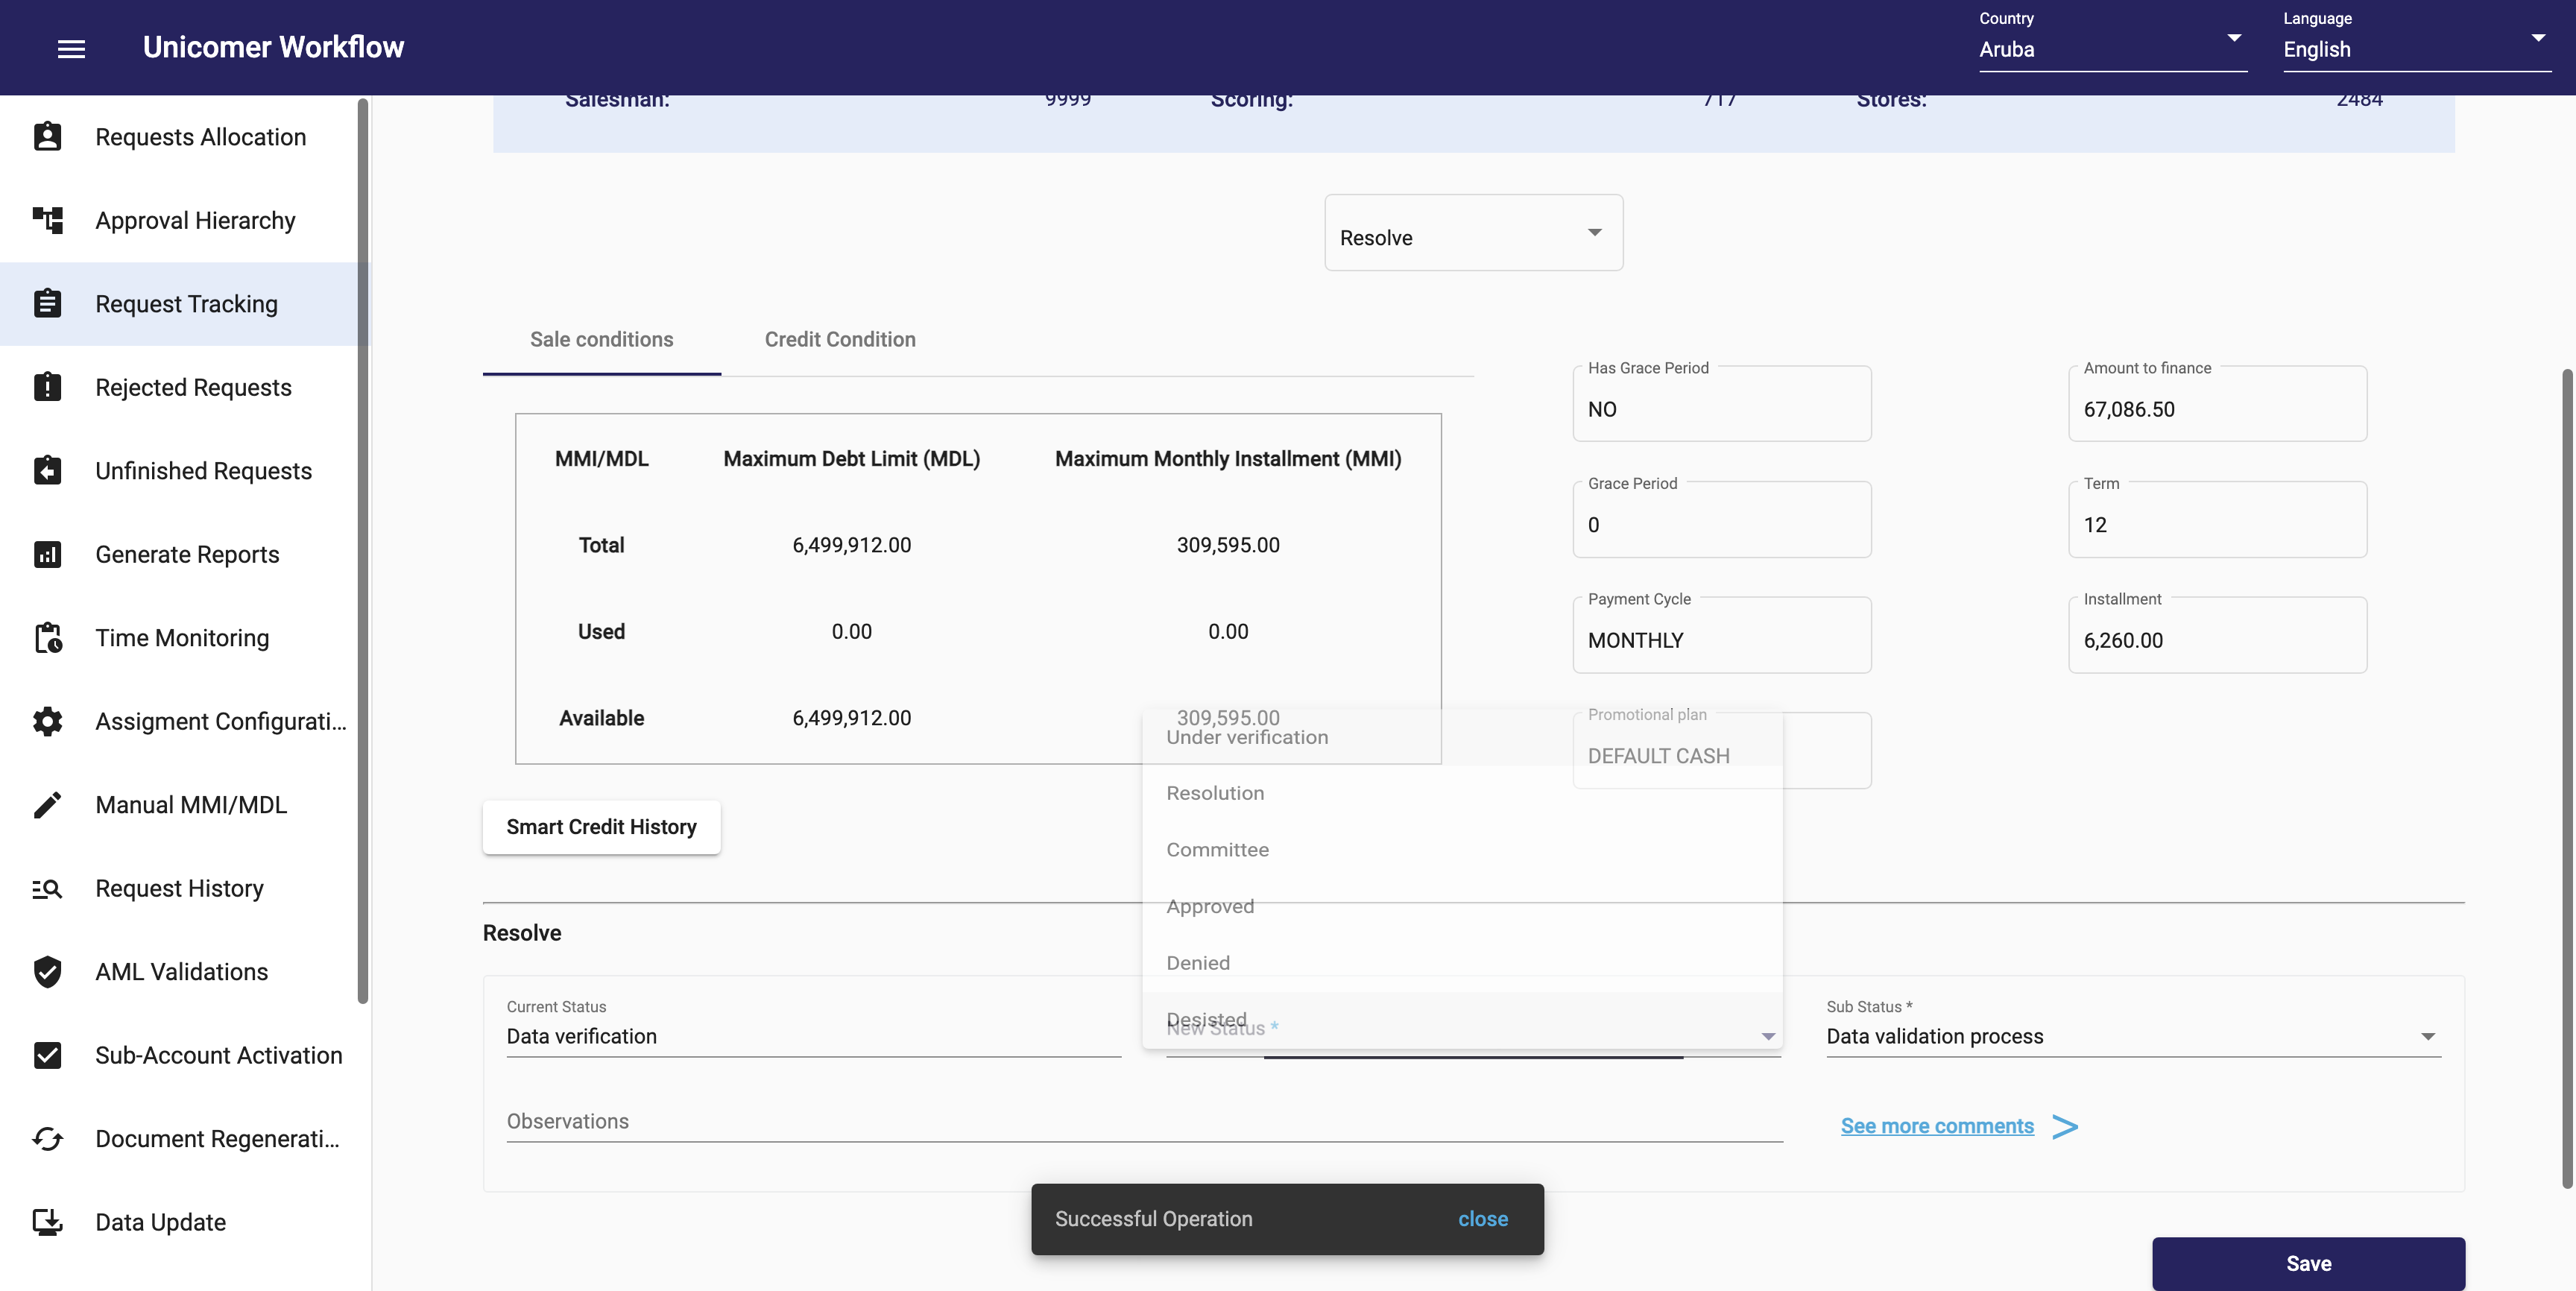 Unicomer Workflow
Country
Aruba
Language
English
Requests Allocation
Approval Hierarchy
Request Tracking
Rejected Requests
Unfinished Requests
Generate Reports
Time Monitoring
Assigment Configurati...
Manual MMI/MDL
Request History
AML Validations
Sub-Account Activation
Document Regenerati...
Data Update
Salesman: 9999 Scoring: 717 Stores: 2484
Resolve
Sale conditions Credit Condition
MMI/MDL Maximum Debt Limit (MDL) Maximum Monthly Installment (MMI)
Total 6,499,912.00 309,595.00
Used 0.00 0.00
Available 6,499,912.00 309,595.00
Has Grace Period
NO
Amount to finance
67,086.50
Grace Period
0
Term
12
Payment Cycle
MONTHLY
Installment
6,260.00
Promotional plan
DEFAULT CASH
Smart Credit History
Under verification
Resolution
Committee
Approved
Denied
Desisted
Resolve
Current Status
Data verification
New Status *
Sub Status *
Data validation process
Observations
See more comments >
Successful Operation close
Save